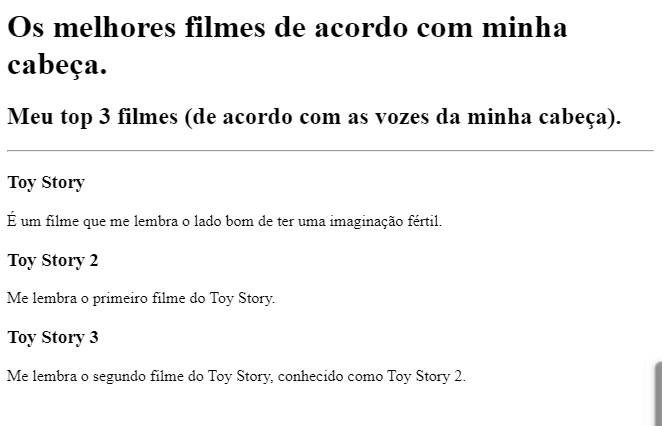 Os melhores filmes de acordo com minha
cabeça.
Meu top 3 filmes (de acordo com as vozes da minha cabeça).
Toy Story
É um filme que me lembra o lado bom de ter uma imaginação fértil.
Toy Story 2
Me lembra o primeiro filme do Toy Story.
Toy Story 3
Me lembra o segundo filme do Toy Story, conhecido como Toy Story 2.